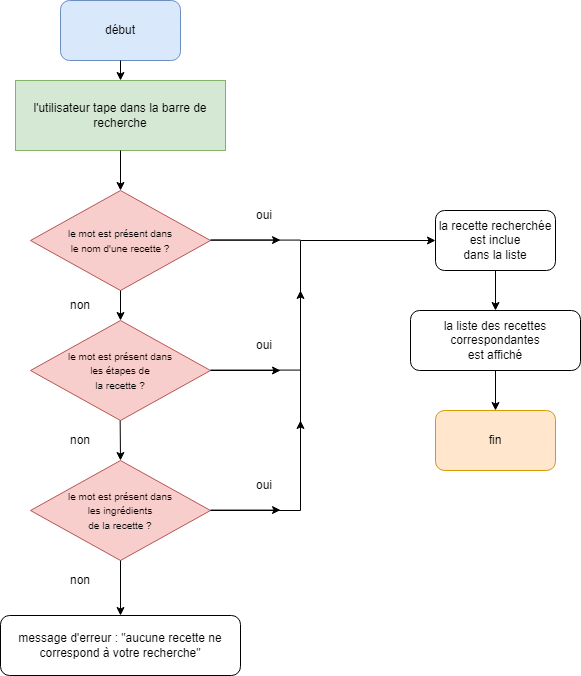 début
l'utilisateur tape dans la barre de
recherche
le mot est présent dans
le nom d'une recette ?
oui
non
le mot est présent dans
les étapes de
la recette ?
oui
non
le mot est présent dans
les ingrédients
de la recette ?
oui
non
message d'erreur : "aucune recette ne
correspond à votre recherche"
la recette recherchée
est inclue
dans la liste
la liste des recettes
correspondantes
est affiché
fin